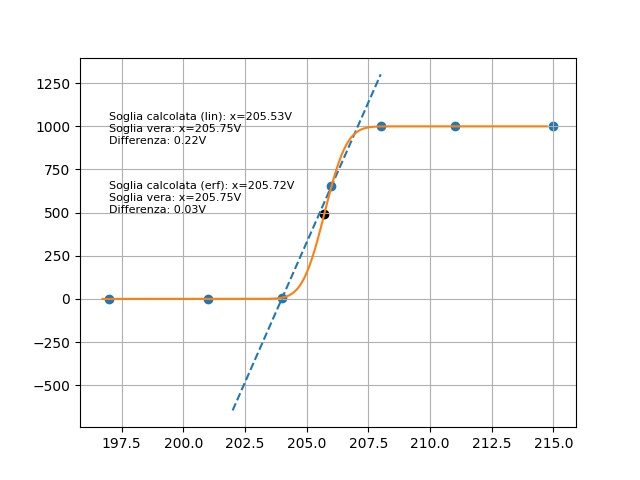 1250
1000
750
500
250
0
−250
−500
Soglia calcolata (lin): x=205.53V
Soglia vera: x=205.75V
Differenza: 0.22V
Soglia calcolata (erf): x=205.72V
Soglia vera: x=205.75V
Differenza: 0.03V
197.5 200.0 202.5 205.0 207.5 210.0 212.5 215.0